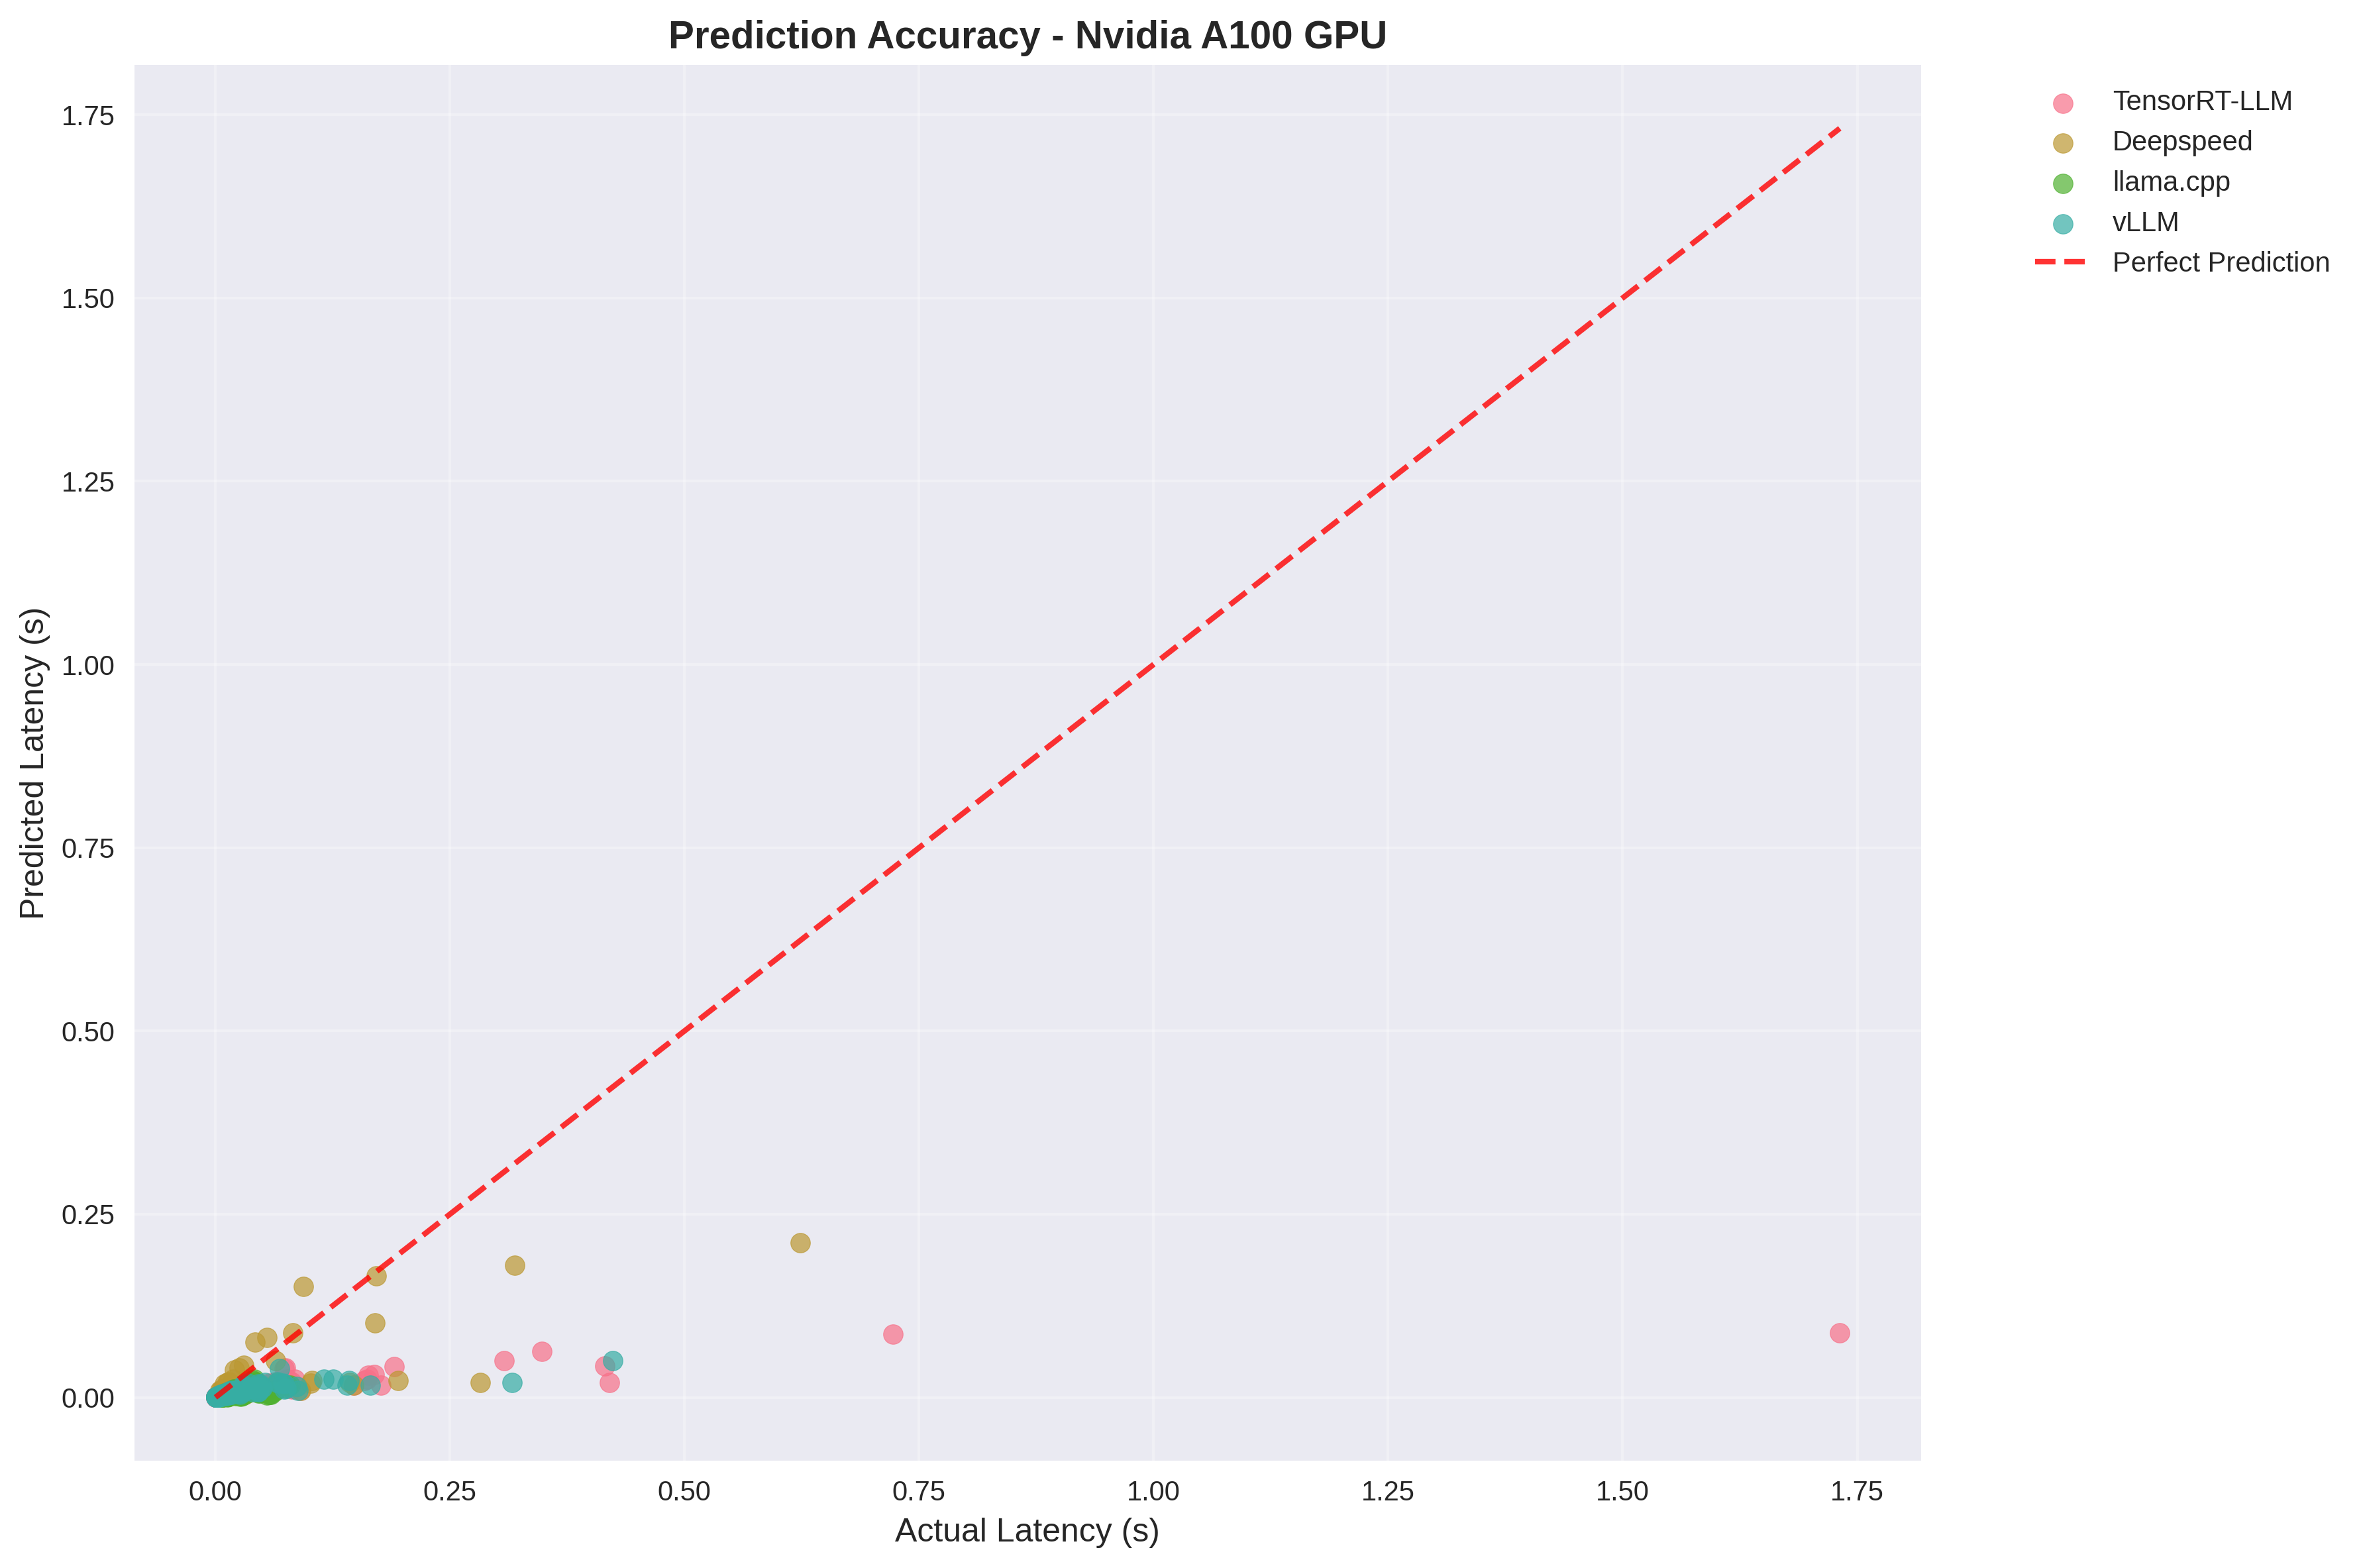 Prediction Accuracy - Nvidia A100 GPU
TensorRT-LLM
Deepspeed
llama.cpp
vLLM
Perfect Prediction
Predicted Latency (s)
1.75
1.50
1.25
1.00
0.75
0.50
0.25
0.00
0.00 0.25 0.50 0.75 1.00 1.25 1.50 1.75
Actual Latency (s)